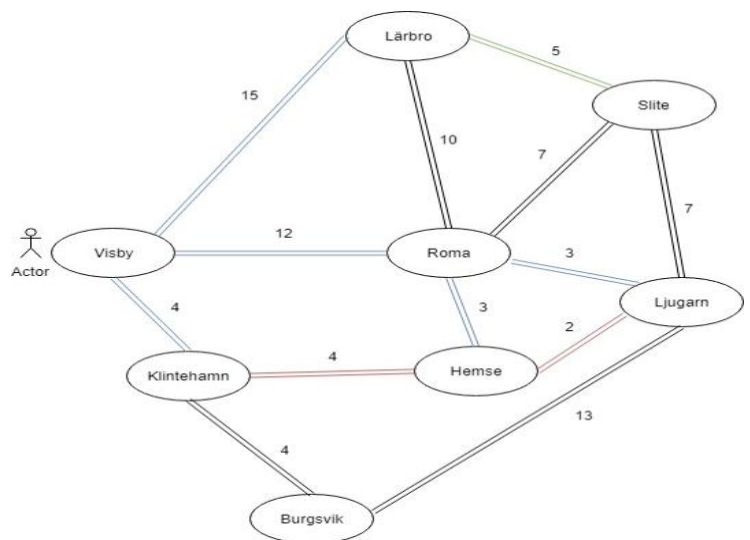 Lärbro
5
Slite
15
10
7
7
12
Visby
Roma
3
Actor
Ljugarn
4
3
2
4
Klintehamn
Hemse
13
4
Burgsvik